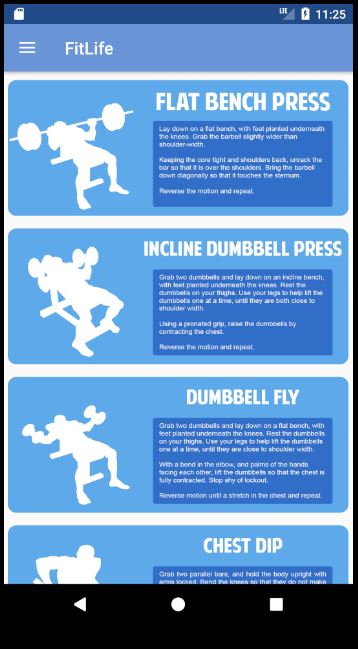 LTE 11:25
FitLife
FLAT BENCH PRESS
Lay down on a flat bench, with feet planted underneath
the knees. Grab the barbell slightly wider than
shoulder-width.
Keeping the core tight and shoulders back, unrack the
bar so that it is over the shoulders. Bring the barbell
down diagonally so that it touches the sternum.
Reverse the motion and repeat.
INCLINE DUMBBELL PRESS
Grab two dumbbells and lay down on an incline bench,
with feet planted underneath the knees. Rest the
dumbbells on your thighs. Use your legs to help lift the
dumbbells one at a time, until they are both close to
shoulder width.
Using a pronated grip, raise the dumbbells by
contracting the chest.
Reverse the motion and repeat.
DUMBBELL FLY
Grab two dumbbells and lay down on a flat bench, with
feet planted underneath the knees. Rest the dumbbells
on your thighs. Use your legs to help lift the dumbbells
one at a time, until they are close to shoulder width.
With a bend in the elbow, and palms of the hands
facing each other, lift the dumbbells so that the chest is
fully contracted. Stop shy of lockout.
Reverse motion until a stretch in the chest and repeat.
CHEST DIP
Grab two parallel bars, and hold the body upright with
arms locked. Bend the knees so that they do not make